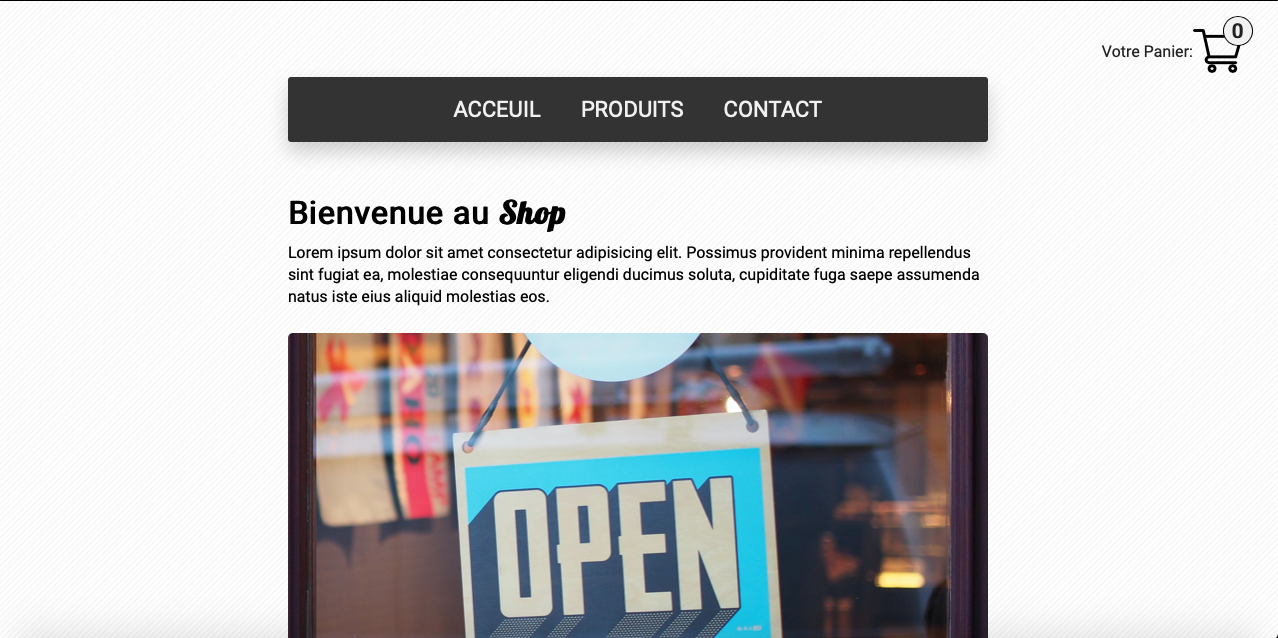 0
Votre Panier:
ACCEUIL PRODUITS CONTACT
Bienvenue au Shop
Lorem ipsum dolor sit amet consectetur adipisicing elit. Possimus provident minima repellendus
sint fugiat ea, molestiae consequuntur eligendi ducimus soluta, cupiditate fuga saepe assumenda
natus iste eius aliquid molestias eos.
OPEN